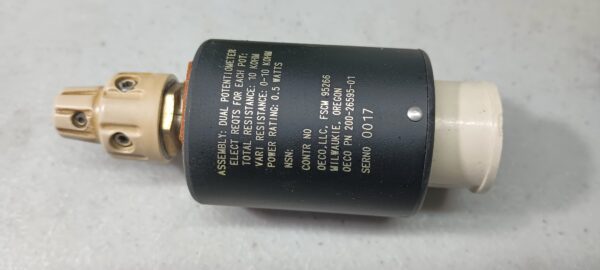 ASSEMBLY: DUAL POTENTIOMETER
ELECT REQTS FOR EACH POT:
TOTAL RESISTANCE: 10 KOHM
VARI RESISTANCE: 0-10 KOHM
POWER RATING: 0.5 WATTS
NSN:
CONTR NO
OECO, LLC, FSCM 95266
MILWAUKIE, OREGON
OECO PN 200-26595-01
SERNO 0017